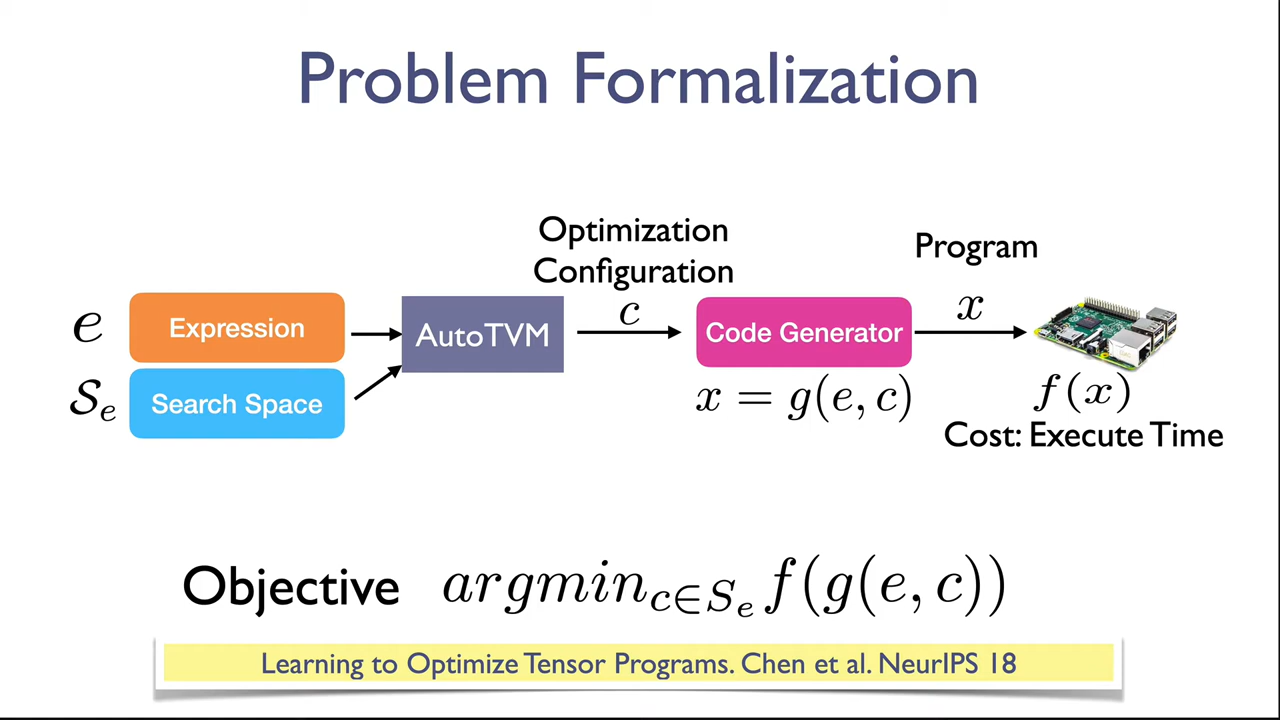 Problem Formalization
Optimization
Configuration
Program
e
Expression
AutoTVM
c
Code Generator
x
𝒮ₑ
Search Space
x = g(e, c)
f(x)
Cost: Execute Time
Objective argmin_{c∈Sₑ} f(g(e, c))
Learning to Optimize Tensor Programs. Chen et al. NeurIPS 18